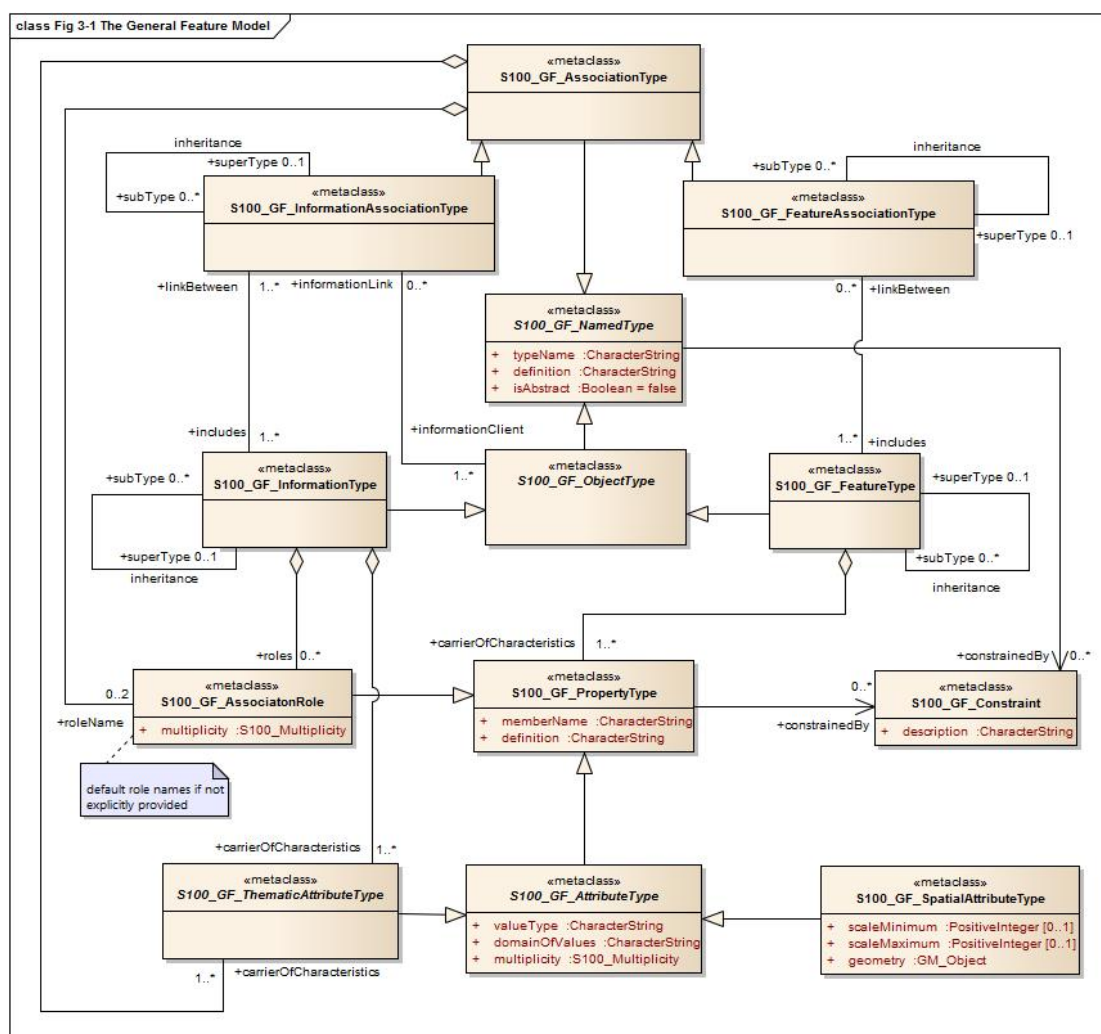 class Fig 3-1 The General Feature Model
«metaclass»
S100_GF_AssociationType
inheritance
+superType 0..1
+subType 0..*
«metaclass»
S100_GF_InformationAssociationType
inheritance
+subType 0..*
«metaclass»
S100_GF_FeatureAssociationType
+superType 0..1
+linkBetween
1..*
+informationLink
0..*
0..*
+linkBetween
«metaclass»
S100_GF_NamedType
+ typeName :CharacterString
+ definition :CharacterString
+ isAbstract :Boolean = false
+includes
1..*
+informationClient
1..*
1..*
+includes
«metaclass»
S100_GF_InformationType
+subType 0..*
+superType 0..1
inheritance
«metaclass»
S100_GF_ObjectType
«metaclass»
S100_GF_FeatureType
+superType 0..1
+subType 0..*
inheritance
+roles
0..*
+carrierOfCharacteristics
1..*
+constrainedBy
0..*
0..2
+roleName
«metaclass»
S100_GF_AssociatonRole
+ multiplicity :S100_Multiplicity
«metaclass»
S100_GF_PropertyType
+ memberName :CharacterString
+ definition :CharacterString
0..*
+constrainedBy
«metaclass»
S100_GF_Constraint
+ description :CharacterString
default role names if not
explicitly provided
+carrierOfCharacteristics
1..*
«metaclass»
S100_GF_ThematicAttributeType
«metaclass»
S100_GF_AttributeType
+ valueType :CharacterString
+ domainOfValues :CharacterString
+ multiplicity :S100_Multiplicity
«metaclass»
S100_GF_SpatialAttributeType
+ scaleMinimum :PositiveInteger [0..1]
+ scaleMaximum :PositiveInteger [0..1]
+ geometry :GM_Object
1..*
+carrierOfCharacteristics